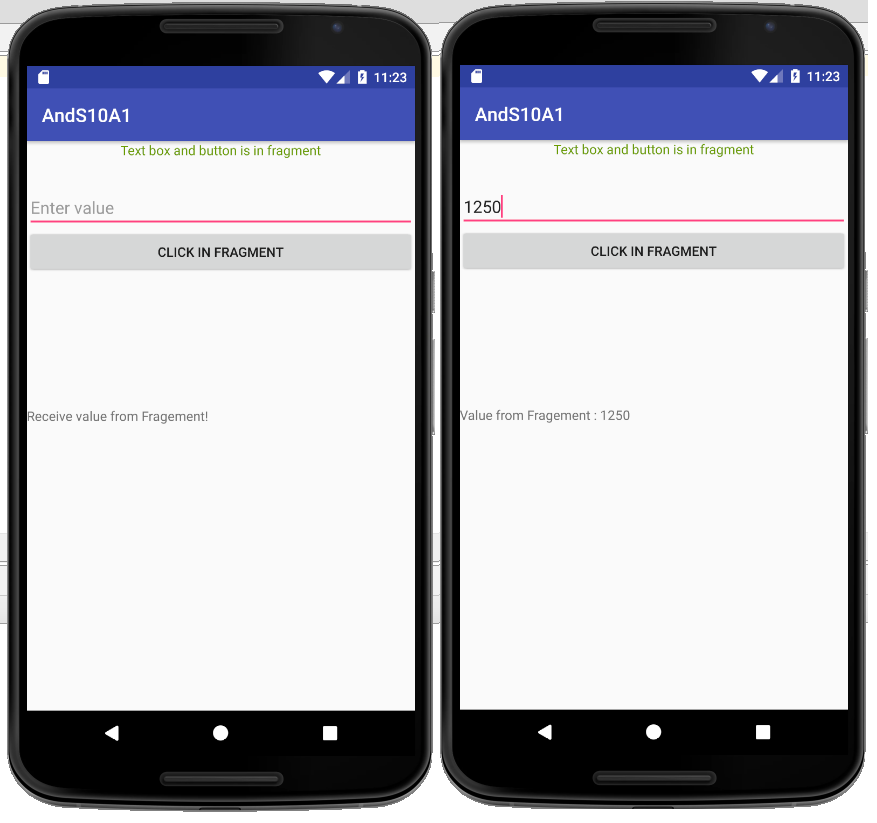 11:23
AndS10A1
Text box and button is in fragment
Enter value
CLICK IN FRAGMENT
Receive value from Fragement!
11:23
AndS10A1
Text box and button is in fragment
1250
CLICK IN FRAGMENT
Value from Fragement : 1250